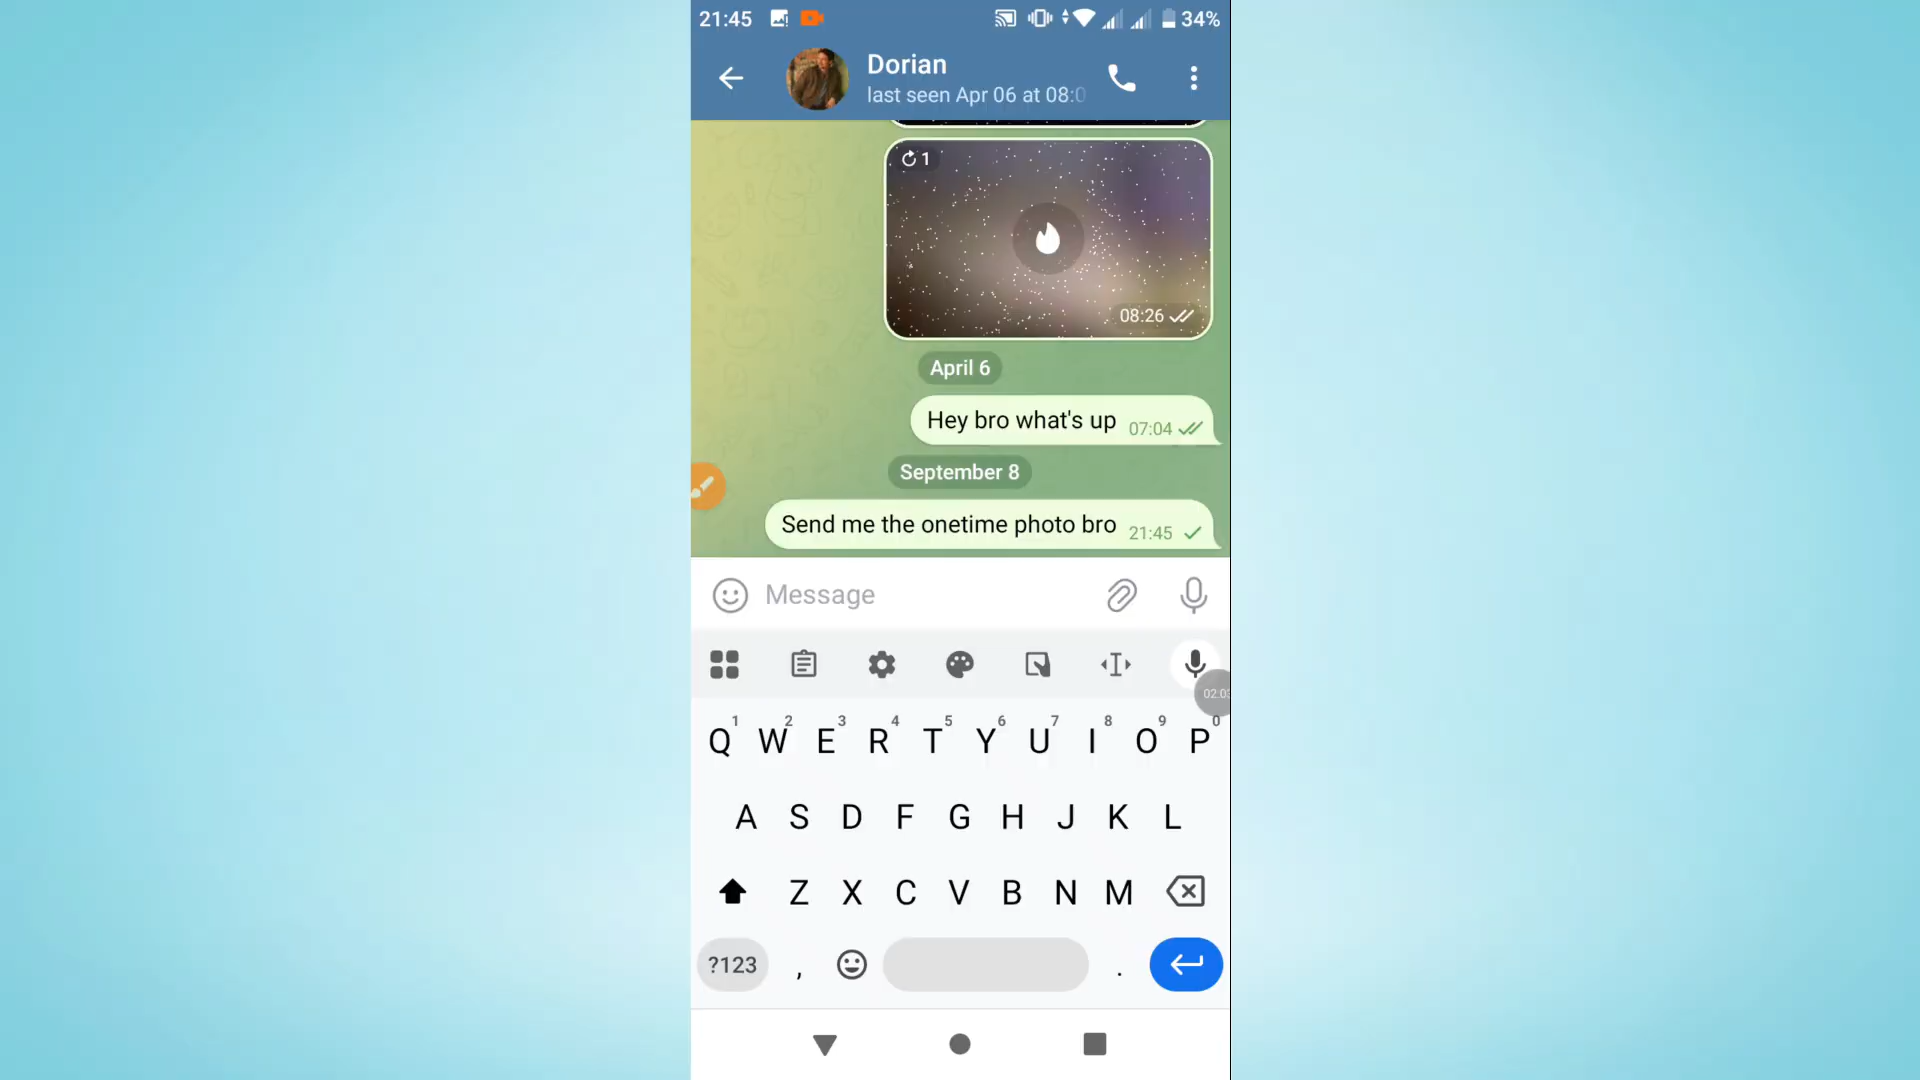 21:45
34%
Dorian
last seen Apr 06 at 08:0
1
08:26
April 6
Hey bro what's up 07:04
September 8
Send me the onetime photo bro 21:45
Message
02:03
1 2 3 4 5 6 7 8 9 0
Q W E R T Y U I O P
A S D F G H J K L
Z X C V B N M
?123 , .